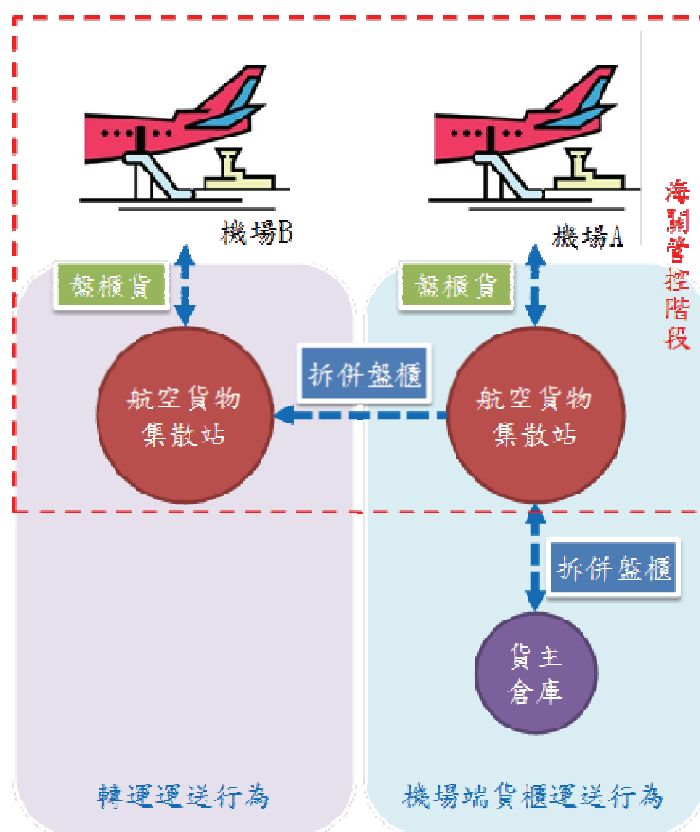 機場B
機場A
海關管控階段
盤櫃貨
盤櫃貨
拆併盤櫃
航空貨物
集散站
航空貨物
集散站
拆併盤櫃
貨主
倉庫
轉運運送行為
機場端貨櫃運送行為